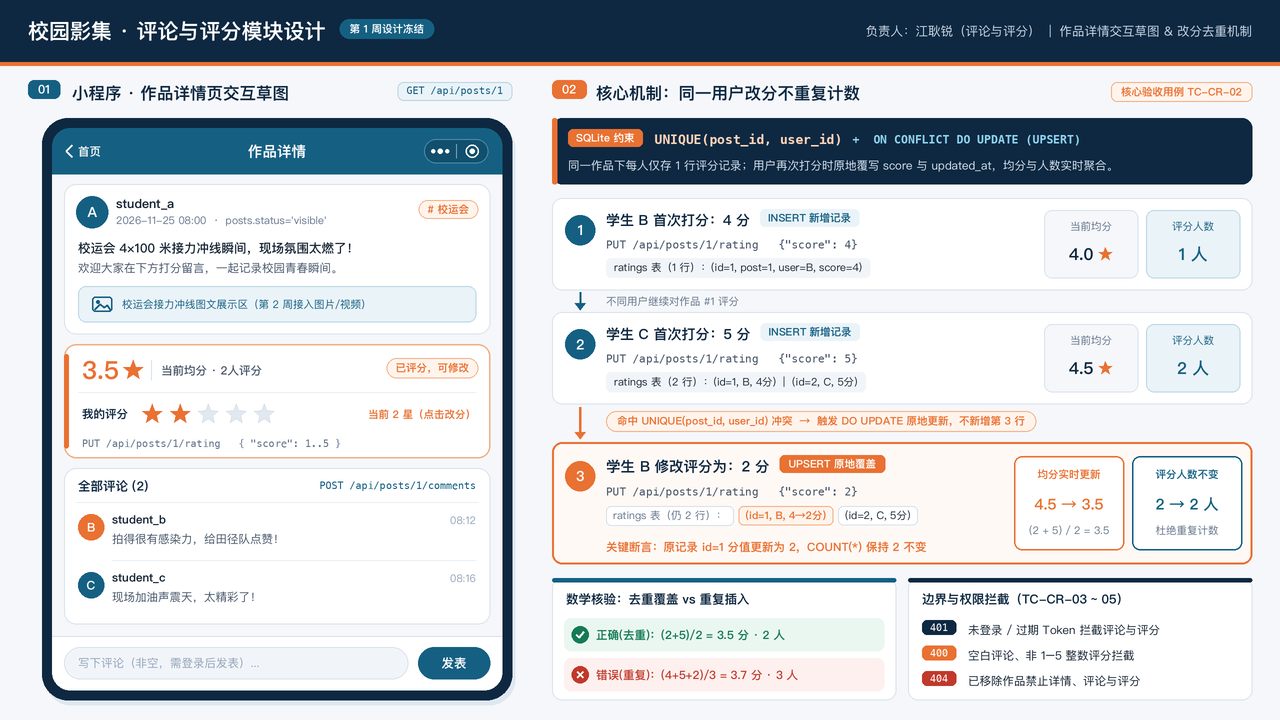 校园影集 · 评论与评分模块设计
第 1 周设计冻结
负责人：江耿锐（评论与评分） | 作品详情交互草图 & 改分去重机制
01
小程序 · 作品详情页交互草图
GET /api/posts/1
首页
作品详情
A
student_a
2026-11-25 08:00 · posts.status='visible'
# 校运会
校运会 4×100 米接力冲线瞬间，现场氛围太燃了！
欢迎大家在下方打分留言，一起记录校园青春瞬间。
校运会接力冲线图文展示区（第 2 周接入图片/视频）
3.5★
当前均分 · 2人评分
已评分，可修改
我的评分
★ ★ ★ ★ ★
当前 2 星（点击改分）
PUT /api/posts/1/rating { "score": 1..5 }
全部评论 (2)
POST /api/posts/1/comments
B
student_b
08:12
拍得很有感染力，给田径队点赞！
C
student_c
08:16
现场加油声震天，太精彩了！
写下评论（非空，需登录后发表）...
发表
02
核心机制：同一用户改分不重复计数
核心验收用例 TC-CR-02
SQLite 约束
UNIQUE(post_id, user_id) + ON CONFLICT DO UPDATE (UPSERT)
同一作品下每人仅存 1 行评分记录；用户再次打分时原地覆写 score 与 updated_at，均分与人数实时聚合。
1
学生 B 首次打分：4 分
INSERT 新增记录
PUT /api/posts/1/rating {"score": 4}
ratings 表（1 行）：(id=1, post=1, user=B, score=4)
当前均分
4.0 ★
评分人数
1 人
不同用户继续对作品 #1 评分
2
学生 C 首次打分：5 分
INSERT 新增记录
PUT /api/posts/1/rating {"score": 5}
ratings 表（2 行）：(id=1, B, 4分) | (id=2, C, 5分)
当前均分
4.5 ★
评分人数
2 人
命中 UNIQUE(post_id, user_id) 冲突 → 触发 DO UPDATE 原地更新，不新增第 3 行
3
学生 B 修改评分为：2 分
UPSERT 原地覆盖
PUT /api/posts/1/rating {"score": 2}
ratings 表（仍 2 行）：
(id=1, B, 4→2分)
(id=2, C, 5分)
关键断言：原记录 id=1 分值更新为 2，COUNT(*) 保持 2 不变
均分实时更新
4.5 → 3.5
(2 + 5) / 2 = 3.5
评分人数不变
2 → 2 人
杜绝重复计数
数学核验：去重覆盖 vs 重复插入
正确(去重)：(2+5)/2 = 3.5 分 · 2 人
错误(重复)：(4+5+2)/3 = 3.7 分 · 3 人
边界与权限拦截（TC-CR-03 ~ 05）
401 未登录 / 过期 Token 拦截评论与评分
400 空白评论、非 1—5 整数评分拦截
404 已移除作品禁止详情、评论与评分